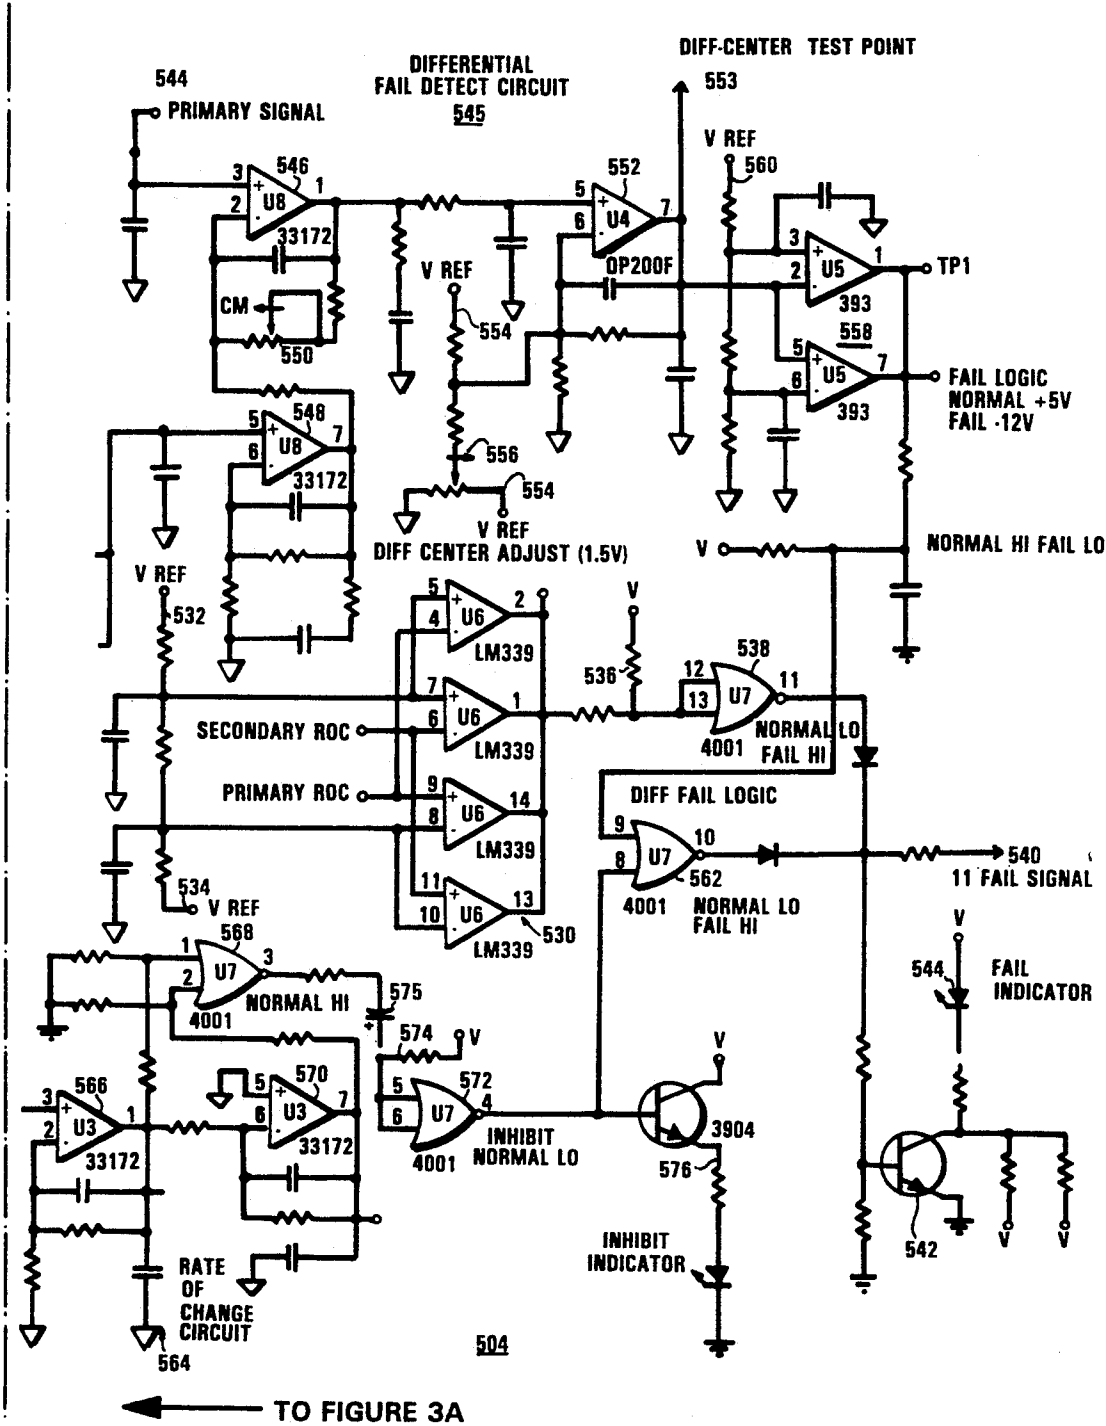 DIFF-CENTER TEST POINT
553
544
PRIMARY SIGNAL
DIFFERENTIAL
FAIL DETECT CIRCUIT
545
V REF
560
3
+
546
1
U8
2
-
33172
5
+
552
U4
7
6
-
OP200F
3
+
1
TP1
U5
2
-
393
558
CM
550
V REF
554
5
+
7
U5
6
-
393
FAIL LOGIC
NORMAL +5V
FAIL -12V
5
+
548
7
U8
6
-
33172
556
554
V REF
DIFF CENTER ADJUST (1.5V)
V
NORMAL HI FAIL LO
V REF
532
5
+
2
U6
4
-
LM339
V
536
538
12
11
U7
13
4001
NORMAL LO
FAIL HI
7
+
1
U6
6
-
LM339
SECONDARY ROC
PRIMARY ROC
9
+
14
U6
8
-
LM339
DIFF FAIL LOGIC
9
10
U7
8
562
4001
NORMAL LO
FAIL HI
540
11 FAIL SIGNAL
11
+
13
U6
10
-
LM339
530
534
V REF
568
1
3
U7
2
4001
NORMAL HI
575
+
574
V
V
544
FAIL
INDICATOR
3
+
566
1
U3
2
-
33172
5
+
570
7
U3
6
-
33172
5
572
4
U7
6
4001
INHIBIT
NORMAL LO
V
3904
576
542
V
V
INHIBIT
INDICATOR
RATE
OF
CHANGE
CIRCUIT
564
504
TO FIGURE 3A